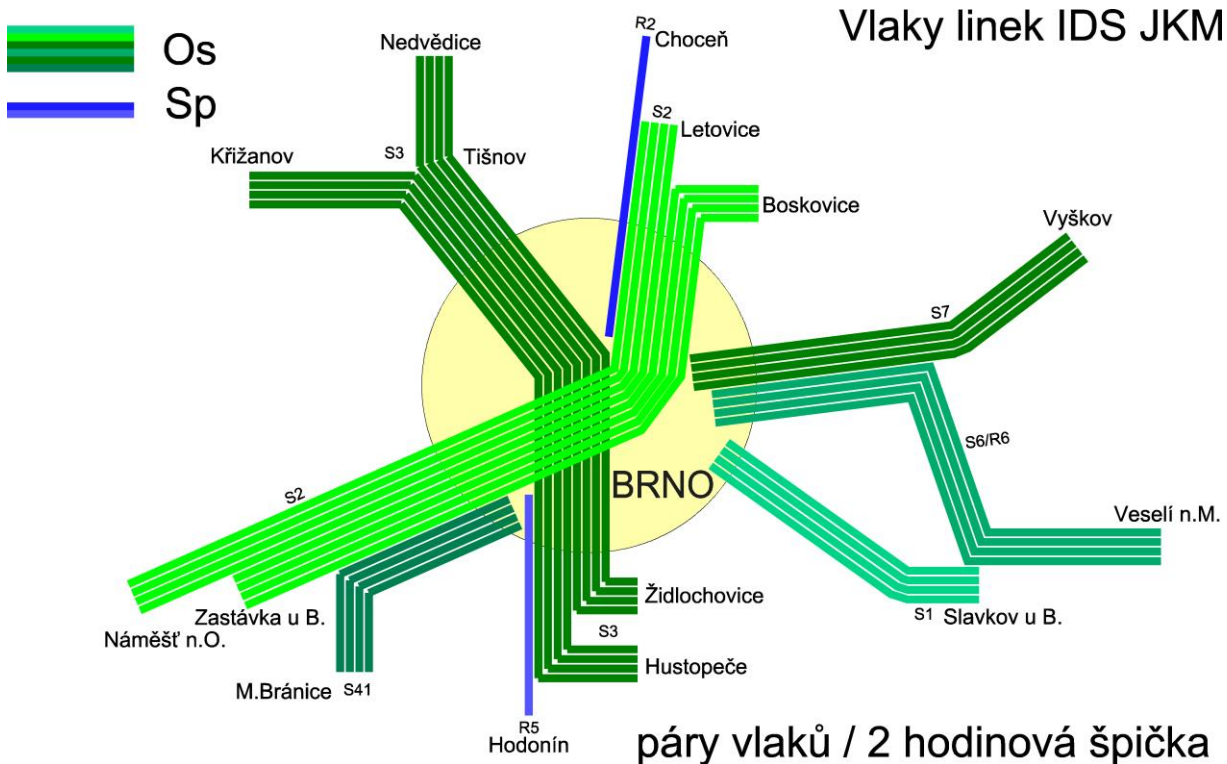 Vlaky linek IDS JKM
Os
Sp
R2
Choceň
Nedvědice
S2
Letovice
Křižanov
S3
Tišnov
Boskovice
Vyškov
S7
S6/R6
BRNO
S2
Veselí n.M.
Židlochovice
S3
Zastávka u B.
S1
Slavkov u B.
Náměšť n.O.
Hustopeče
M.Bránice
S41
R5
Hodonín
páry vlaků / 2 hodinová špička